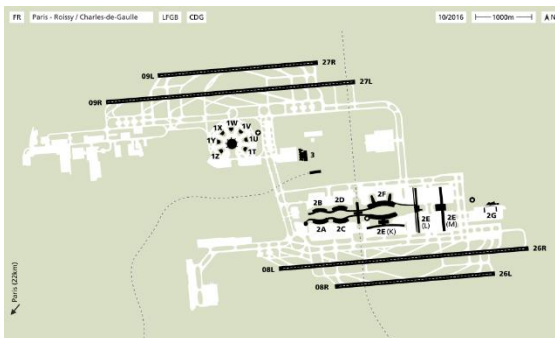 FR Paris - Roissy / Charles-de-Gaulle LFGB CDG 10/2016 1000m N
27R
09L
27L
09R
1W
1X 1V
1Y 1U
1Z 1T
3
2B 2D 2F
2A 2C 2E (K) 2E (L) 2E (M) 2G
26R
08L
26L
08R
Paris (22km)